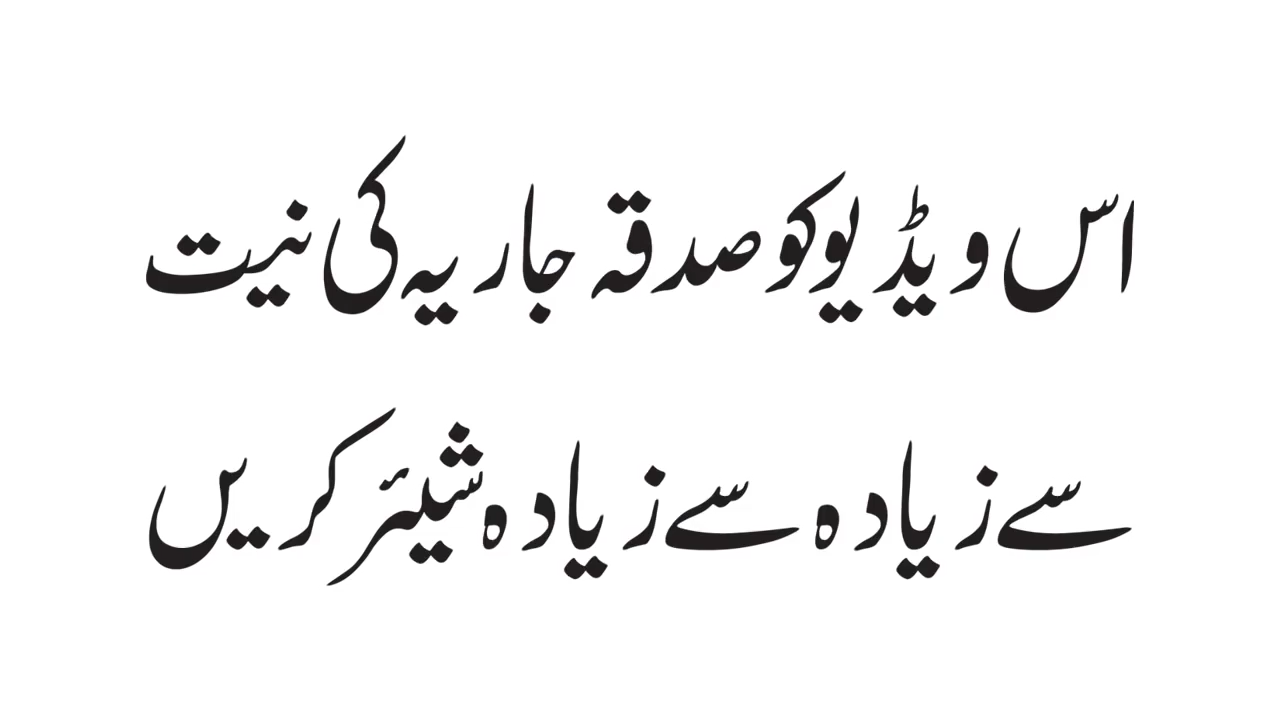 اس ویڈیو کو صدقہ جاریہ کی نیت
سے زیادہ سے زیادہ شیئر کریں